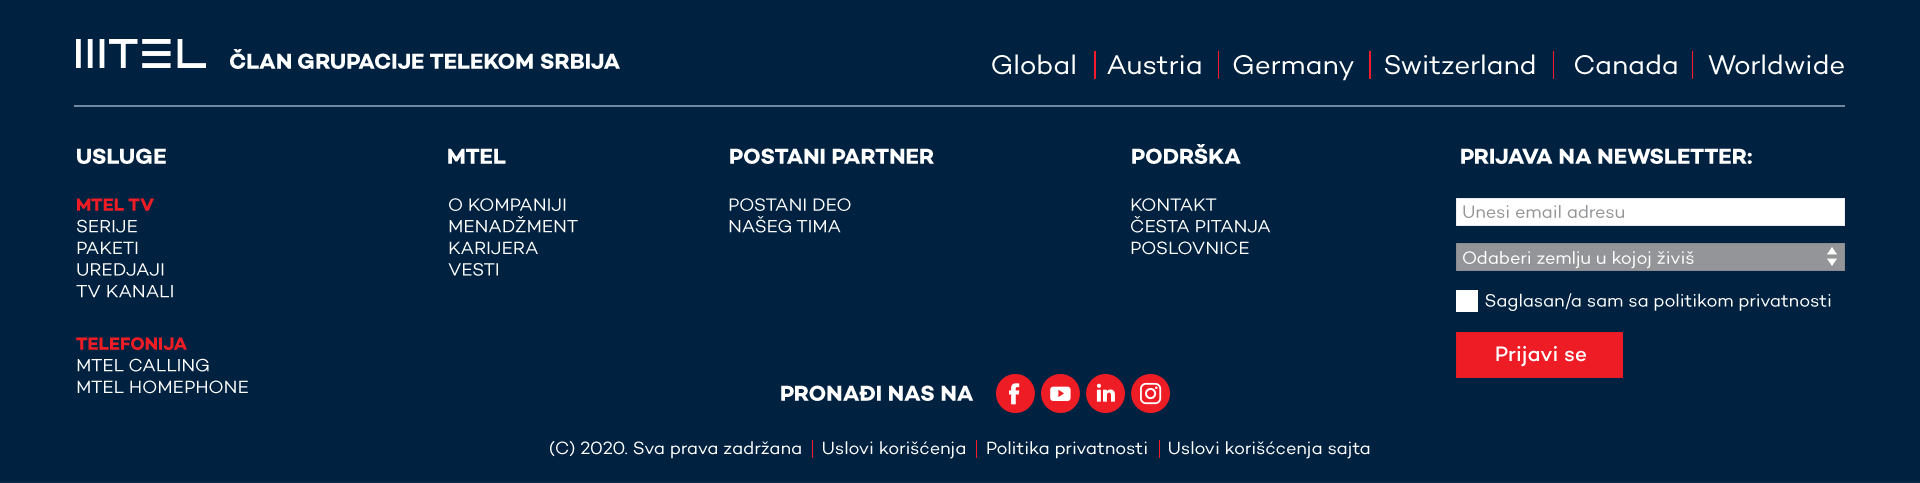 MTEL ČLAN GRUPACIJE TELEKOM SRBIJA
Global | Austria | Germany | Switzerland | Canada | Worldwide
USLUGE
MTEL TV
SERIJE
PAKETI
UREDJAJI
TV KANALI
TELEFONIJA
MTEL CALLING
MTEL HOMEPHONE
MTEL
O KOMPANIJI
MENADŽMENT
KARIJERA
VESTI
POSTANI PARTNER
POSTANI DEO
NAŠEG TIMA
PODRŠKA
KONTAKT
ČESTA PITANJA
POSLOVNICE
PRIJAVA NA NEWSLETTER:
Unesi email adresu
Odaberi zemlju u kojoj živiš
Saglasan/a sam sa politikom privatnosti
Prijavi se
PRONAĐI NAS NA
(C) 2020. Sva prava zadržana | Uslovi korišćenja | Politika privatnosti | Uslovi korišćcenja sajta